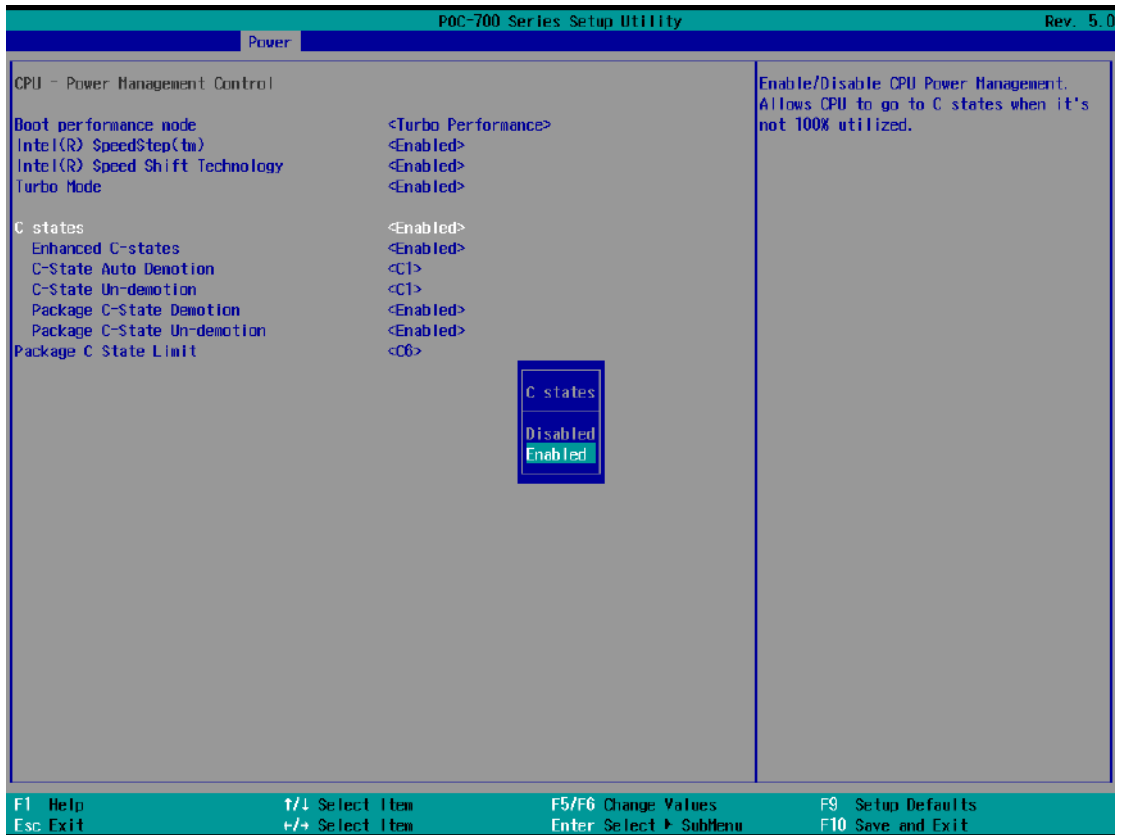 POC-700 Series Setup Utility Rev. 5.0
Power
CPU - Power Management Control
Boot performance mode <Turbo Performance>
Intel(R) SpeedStep(tm) <Enabled>
Intel(R) Speed Shift Technology <Enabled>
Turbo Mode <Enabled>
C states <Enabled>
Enhanced C-states <Enabled>
C-State Auto Demotion <C1>
C-State Un-demotion <C1>
Package C-State Demotion <Enabled>
Package C-State Un-demotion <Enabled>
Package C State Limit <C6>
C states
Disabled
Enabled
Enable/Disable CPU Power Management.
Allows CPU to go to C states when it's
not 100% utilized.
F1 Help ↑/↓ Select Item F5/F6 Change Values F9 Setup Defaults
Esc Exit ←/→ Select Item Enter Select ▶ SubMenu F10 Save and Exit